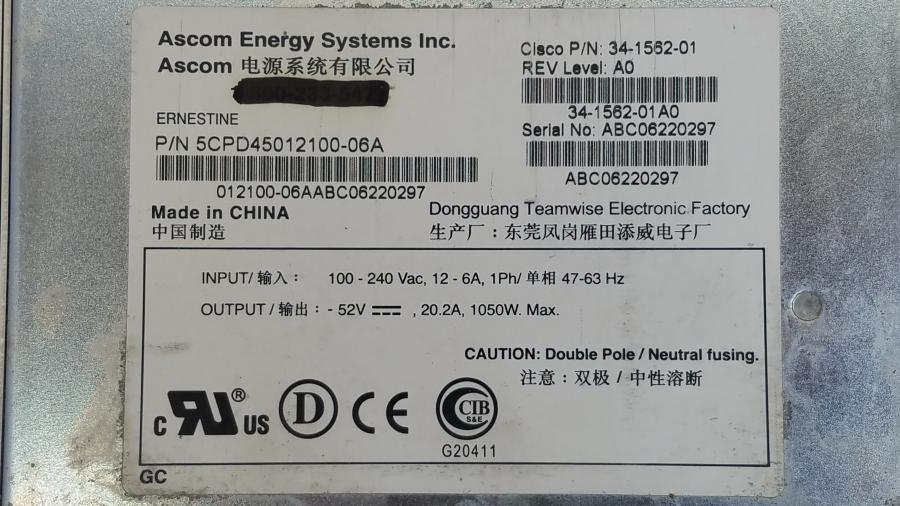 Ascom Energy Systems Inc.
Ascom 电源系统有限公司
ERNESTINE
P/N 5CPD45012100-06A
012100-06AABC06220297
Cisco P/N: 34-1562-01
REV Level: A0
34-1562-01A0
Serial No: ABC06220297
ABC06220297
Made in CHINA
中国制造
Dongguang Teamwise Electronic Factory
生产厂：东莞凤岗雁田添威电子厂
INPUT/ 输入： 100 - 240 Vac, 12 - 6A, 1Ph/ 单相 47-63 Hz
OUTPUT / 输出： - 52V , 20.2A, 1050W. Max.
CAUTION: Double Pole / Neutral fusing.
注意：双极 / 中性溶断
C RU ® US D CE CIB S&E
G20411
GC